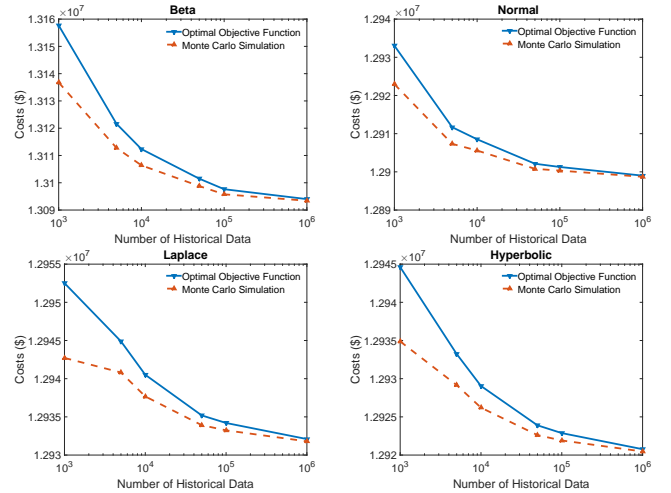 Beta
×10^7
1.316
1.315
1.314
1.313
1.312
1.311
1.31
1.309
Costs ($)
Optimal Objective Function
Monte Carlo Simulation
10^3 10^4 10^5 10^6
Number of Historical Data
Normal
×10^7
1.294
1.293
1.292
1.291
1.29
1.289
Costs ($)
Optimal Objective Function
Monte Carlo Simulation
10^3 10^4 10^5 10^6
Number of Historical Data
Laplace
×10^7
1.2955
1.295
1.2945
1.294
1.2935
1.293
Costs ($)
Optimal Objective Function
Monte Carlo Simulation
10^3 10^4 10^5 10^6
Number of Historical Data
Hyperbolic
×10^7
1.2945
1.294
1.2935
1.293
1.2925
1.292
Costs ($)
Optimal Objective Function
Monte Carlo Simulation
10^3 10^4 10^5 10^6
Number of Historical Data